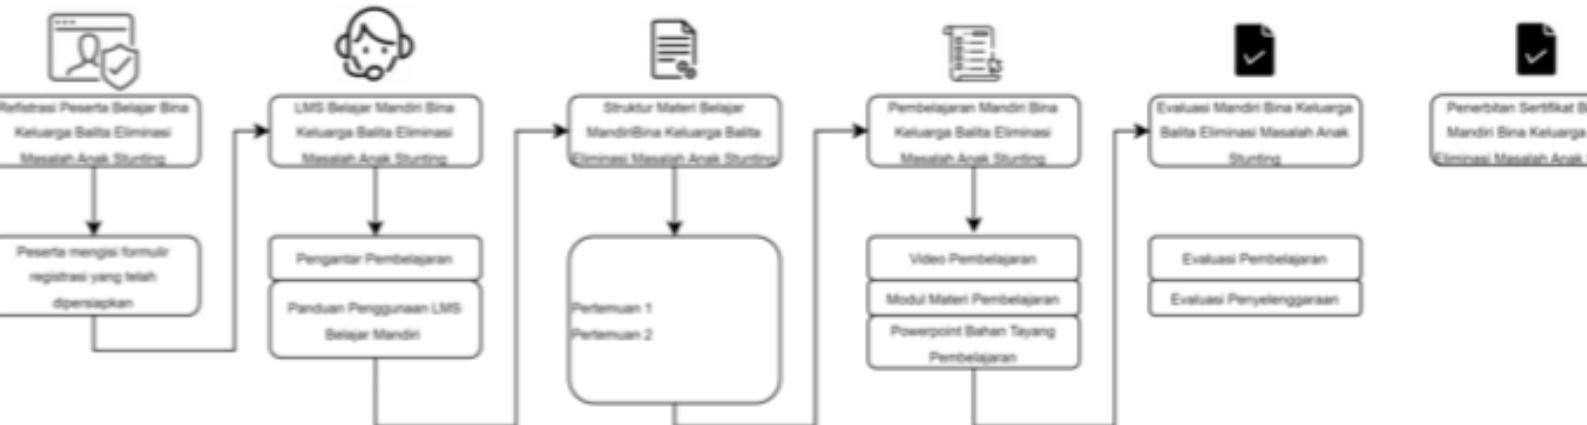 Refistrasi Peserta Belajar Bina
Keluarga Balita Eliminasi
Masalah Anak Stunting
Peserta mengisi formulir
registrasi yang telah
dipersiapkan
LMS Belajar Mandiri Bina
Keluarga Balita Eliminasi
Masalah Anak Stunting
Pengantar Pembelajaran
Panduan Penggunaan LMS
Belajar Mandiri
Struktur Materi Belajar
MandiriBina Keluarga Balita
Eliminasi Masalah Anak Stunting
Pertemuan 1
Pertemuan 2
Pembelajaran Mandiri Bina
Keluarga Balita Eliminasi
Masalah Anak Stunting
Video Pembelajaran
Modul Materi Pembelajaran
Powerpoint Bahan Tayang
Pembelajaran
Evaluasi Mandiri Bina Keluarga
Balita Eliminasi Masalah Anak
Stunting
Evaluasi Pembelajaran
Evaluasi Penyelenggaraan
Penerbitan Sertifikat
Mandiri Bina Keluarga
Eliminasi Masalah Anak